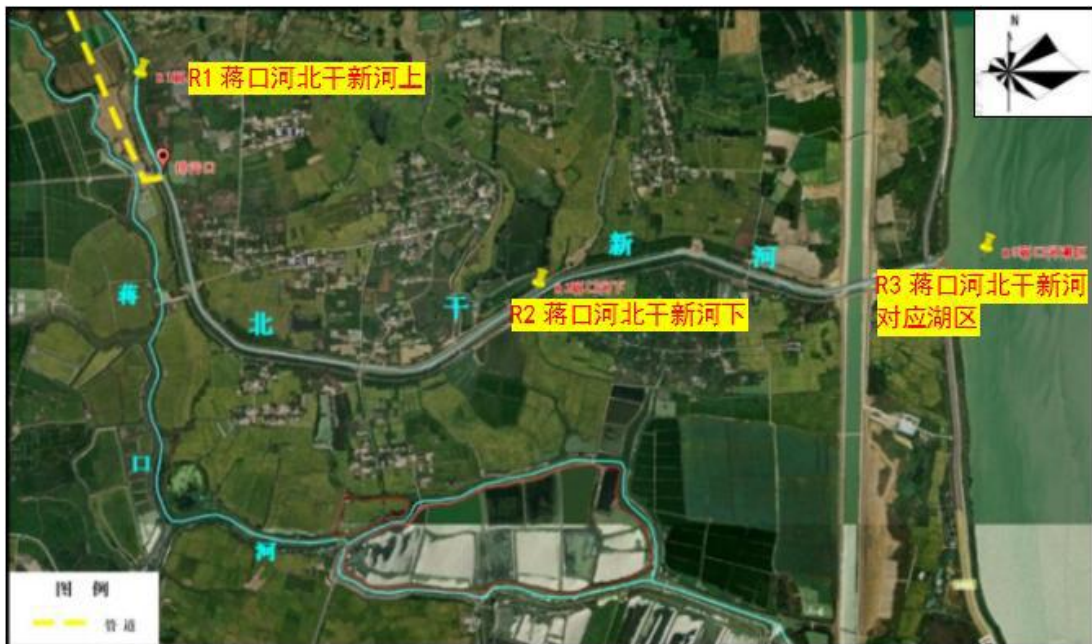 N
R1 蒋口河北干新河上
排污口
新
河
蒋
北
干
R2 蒋口河北干新河下
R3 蒋口河北干新河
对应湖区
口
河
图 例
管 道